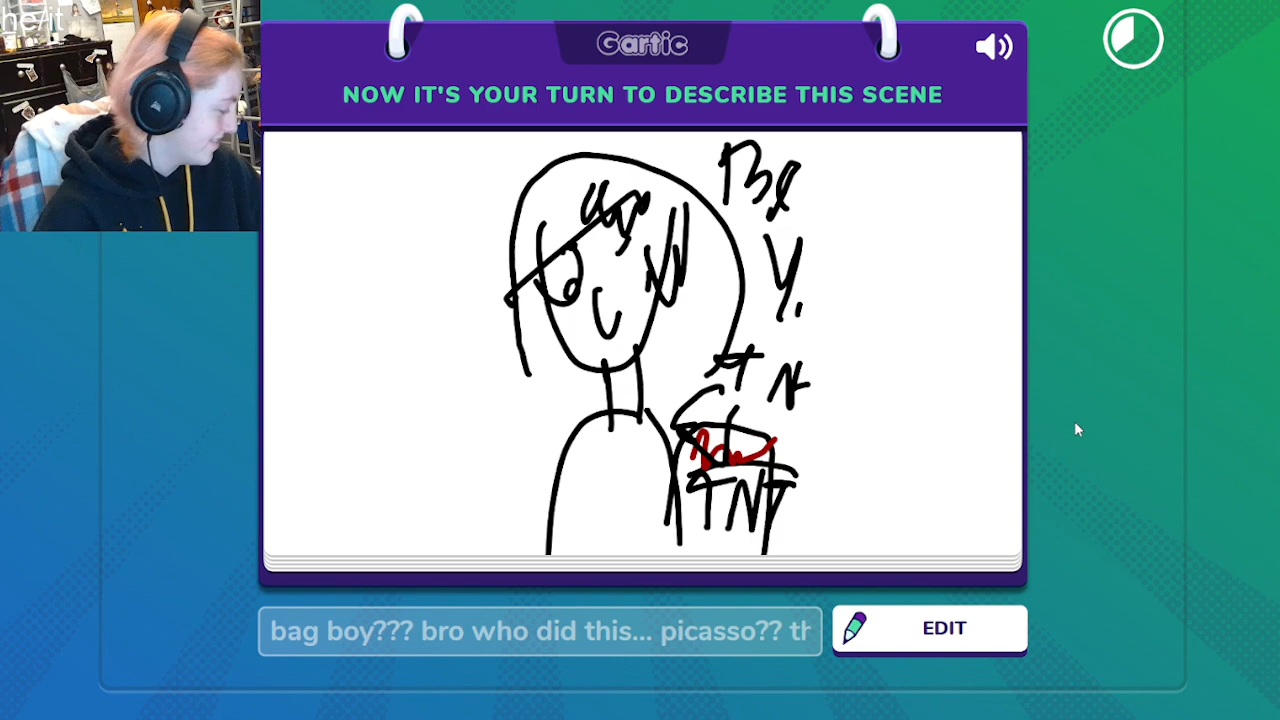 he/it
Gartic
NOW IT'S YOUR TURN TO DESCRIBE THIS SCENE
TNT
bag boy??? bro who did this... picasso?? th
EDIT